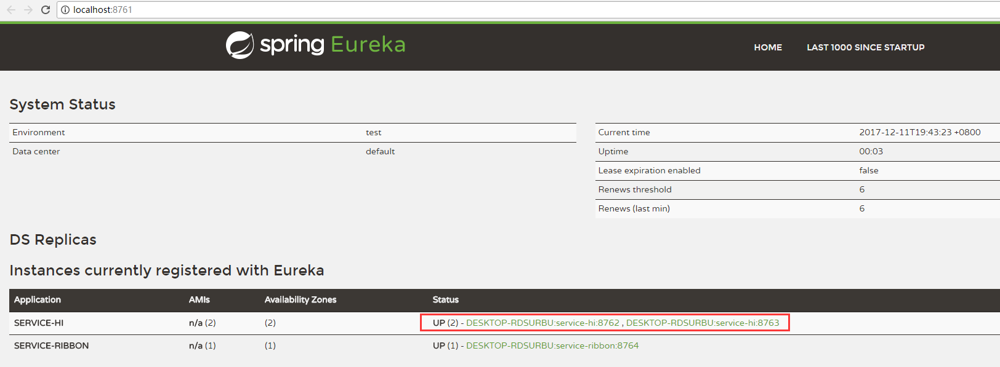 localhost:8761
spring Eureka
HOME LAST 1000 SINCE STARTUP
System Status
Environment test
Data center default
Current time 2017-12-11T19:43:23 +0800
Uptime 00:03
Lease expiration enabled false
Renews threshold 6
Renews (last min) 6
DS Replicas
Instances currently registered with Eureka
Application AMIs Availability Zones Status
SERVICE-HI n/a (2) (2) UP (2) - DESKTOP-RDSURBU:service-hi:8762 , DESKTOP-RDSURBU:service-hi:8763
SERVICE-RIBBON n/a (1) (1) UP (1) - DESKTOP-RDSURBU:service-ribbon:8764